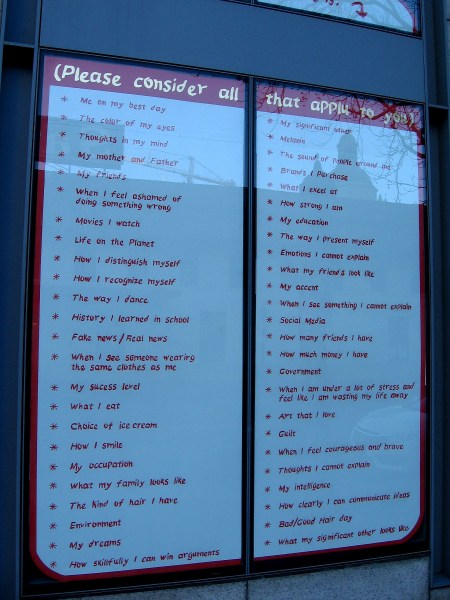 (Please consider all
* Me on my best day
* The color of my eyes
* Thoughts in my mind
* My mother and Father
* My friends
* When I feel ashamed of
doing something wrong
* Movies I watch
* Life on the Planet
* How I distinguish myself
* How I recognize myself
* The way I dance
* History I learned in school
* Fake news/Real news
* When I see someone wearing
the same clothes as me
* My sucess level
* What I eat
* Choice of ice cream
* How I smile
* My occupation
* What my family looks like
* The kind of hair I have
* Environment
* My dreams
* How skillfully I can win arguments
that apply to you)
* My significant other
* Melanin
* The sound of people around me
* Brands I Purchase
* What I excel at
* How strong I am
* My education
* The way I present myself
* Emotions I cannot explain
* What my friends look like
* My accent
* When I see something I cannot explain
* Social Media
* How many friends I have
* How much money I have
* Government
* When I am under a lot of stress and
feel like I am wasting my life away
* Art that I love
* Guilt
* When I feel courageous and brave
* Thoughts I cannot explain
* My intelligence
* How clearly I can communicate ideas
* Bad/Good Hair day
* What my significant other looks like